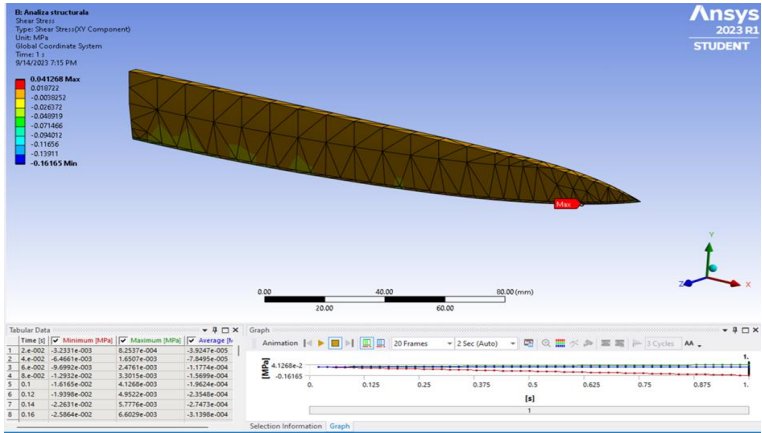 B: Analiza structurala
Shear Stress
Type: Shear Stress(XY Component)
Unit: MPa
Global Coordinate System
Time: 1 s
9/14/2023 7:15 PM
0.041268 Max
0.018722
-0.0038252
-0.026372
-0.048919
-0.071466
-0.094012
-0.11656
-0.13911
-0.16165 Min
Ansys
2023 R1
STUDENT
Max
Y
Z
X
0.00 40.00 80.00 (mm)
20.00 60.00
Tabular Data
Time [s] Minimum [MPa] Maximum [MPa] Average [M
1 2.e-002 -3.2331e-003 8.2537e-004 -3.9247e-005
2 4.e-002 -6.4661e-003 1.6507e-003 -7.8495e-005
3 6.e-002 -9.6992e-003 2.4761e-003 -1.1774e-004
4 8.e-002 -1.2932e-002 3.3015e-003 -1.5699e-004
5 0.1 -1.6165e-002 4.1268e-003 -1.9624e-004
6 0.12 -1.9398e-002 4.9522e-003 -2.3548e-004
7 0.14 -2.2631e-002 5.7776e-003 -2.7473e-004
8 0.16 -2.5864e-002 6.6029e-003 -3.1398e-004
Graph
Animation 20 Frames 2 Sec (Auto) 3 Cycles AA
1.
4.1268e-2
-0.16165
[MPa]
0. 0.125 0.25 0.375 0.5 0.625 0.75 0.875 1.
[s]
1
Selection Information Graph